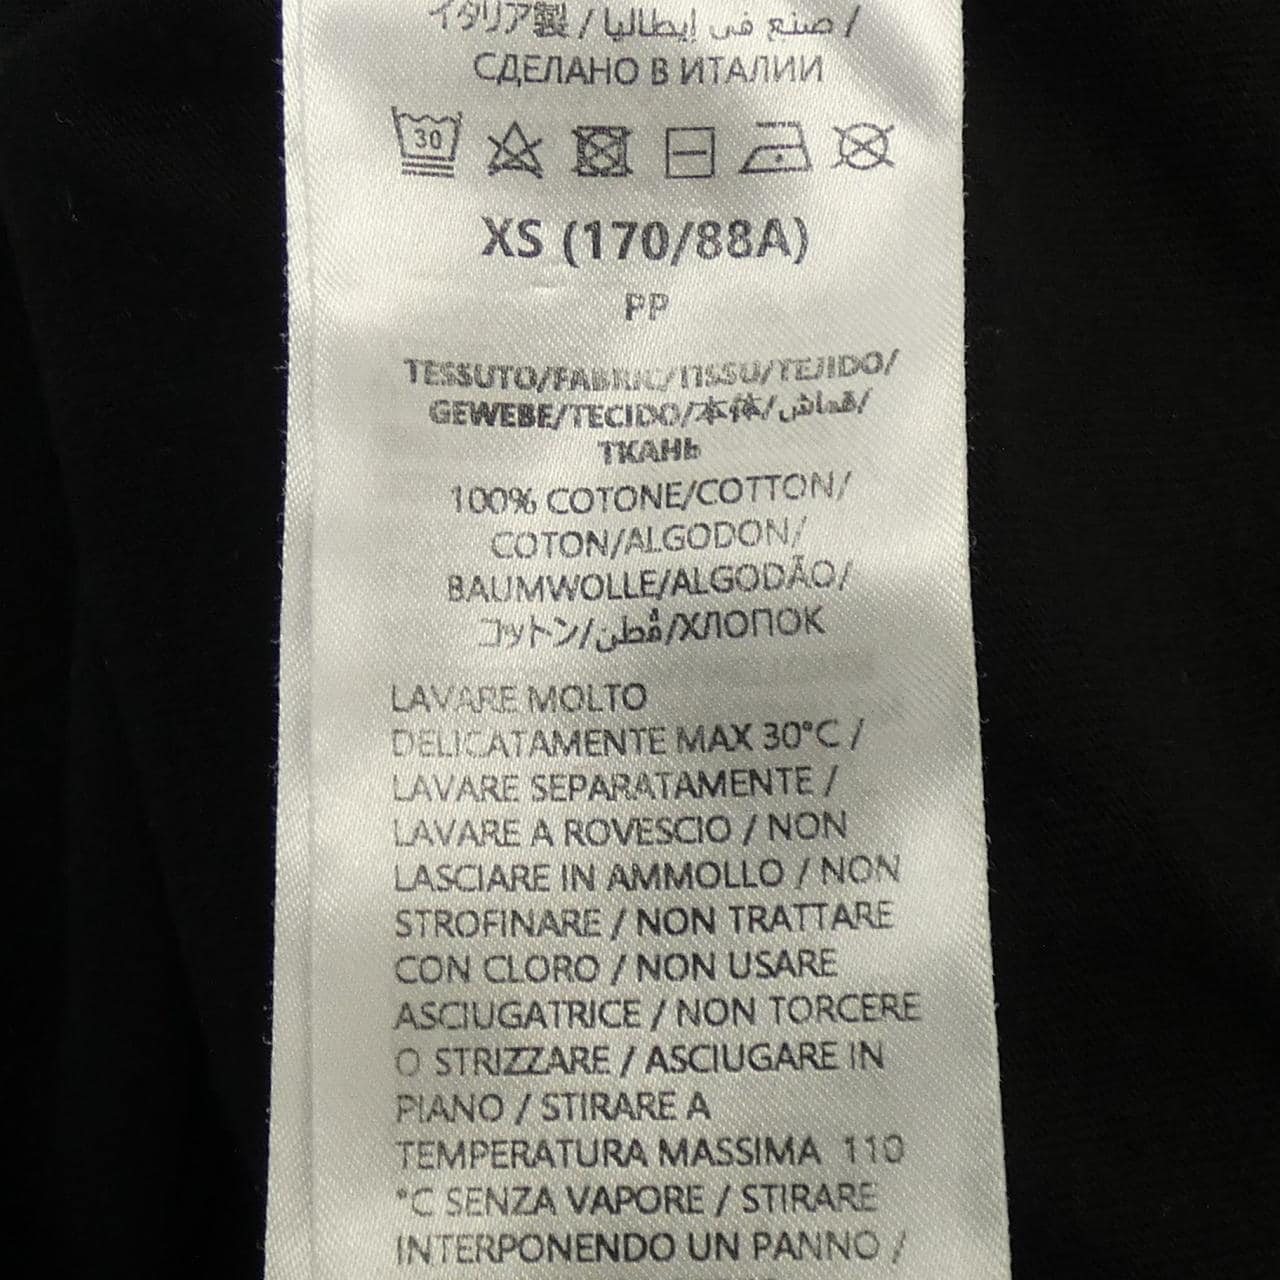 イタリア製 / صنع في إيطاليا /
СДЕЛАНО В ИТАЛИИ
30
XS (170/88A)
PP
TESSUTO/FABRIC/TISSU/TEJIDO/
GEWEBE/TECIDO/本体/قماش/
ТКАНЬ
100% COTONE/COTTON/
COTON/ALGODON/
BAUMWOLLE/ALGODÃO/
コットン/قُطن/ХЛОПОК
LAVARE MOLTO
DELICATAMENTE MAX 30°C /
LAVARE SEPARATAMENTE /
LAVARE A ROVESCIO / NON
LASCIARE IN AMMOLLO / NON
STROFINARE / NON TRATTARE
CON CLORO / NON USARE
ASCIUGATRICE / NON TORCERE
O STRIZZARE / ASCIUGARE IN
PIANO / STIRARE A
TEMPERATURA MASSIMA 110
°C SENZA VAPORE / STIRARE
INTERPONENDO UN PANNO /